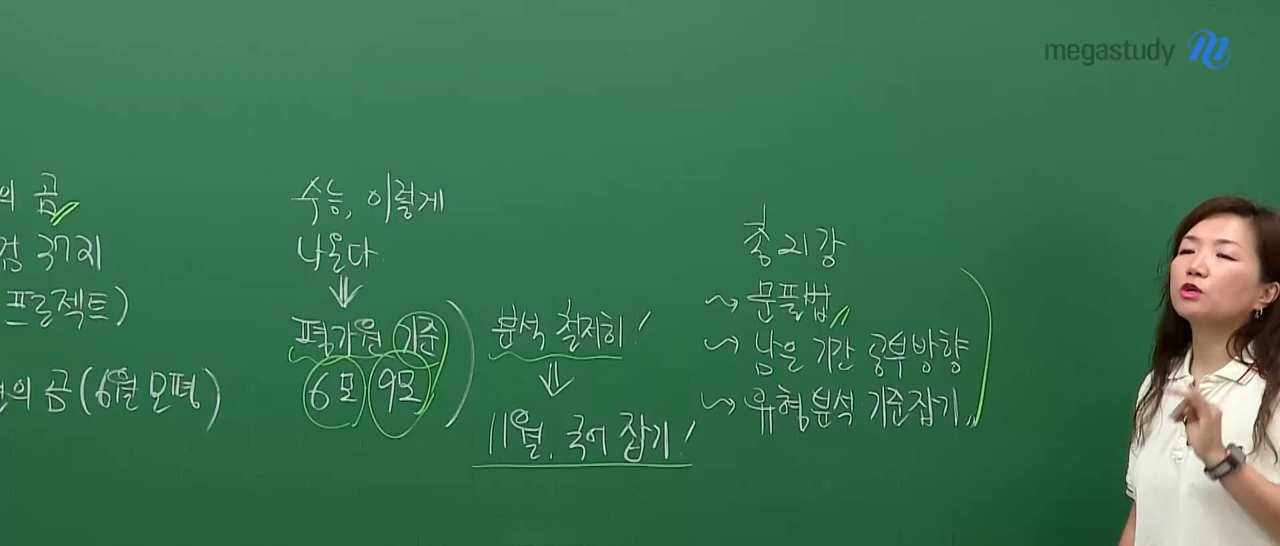 megastudy
의 곰
검 37지
프로젝트)
의 곰 (6월 모평)
수능, 이렇게
나온다
평가원 기준
6모 9모
분석 철저히!
11월, 국어 잡기!
총 21강
문풀법
남은 기간 공부방향
유형분석 기준잡기